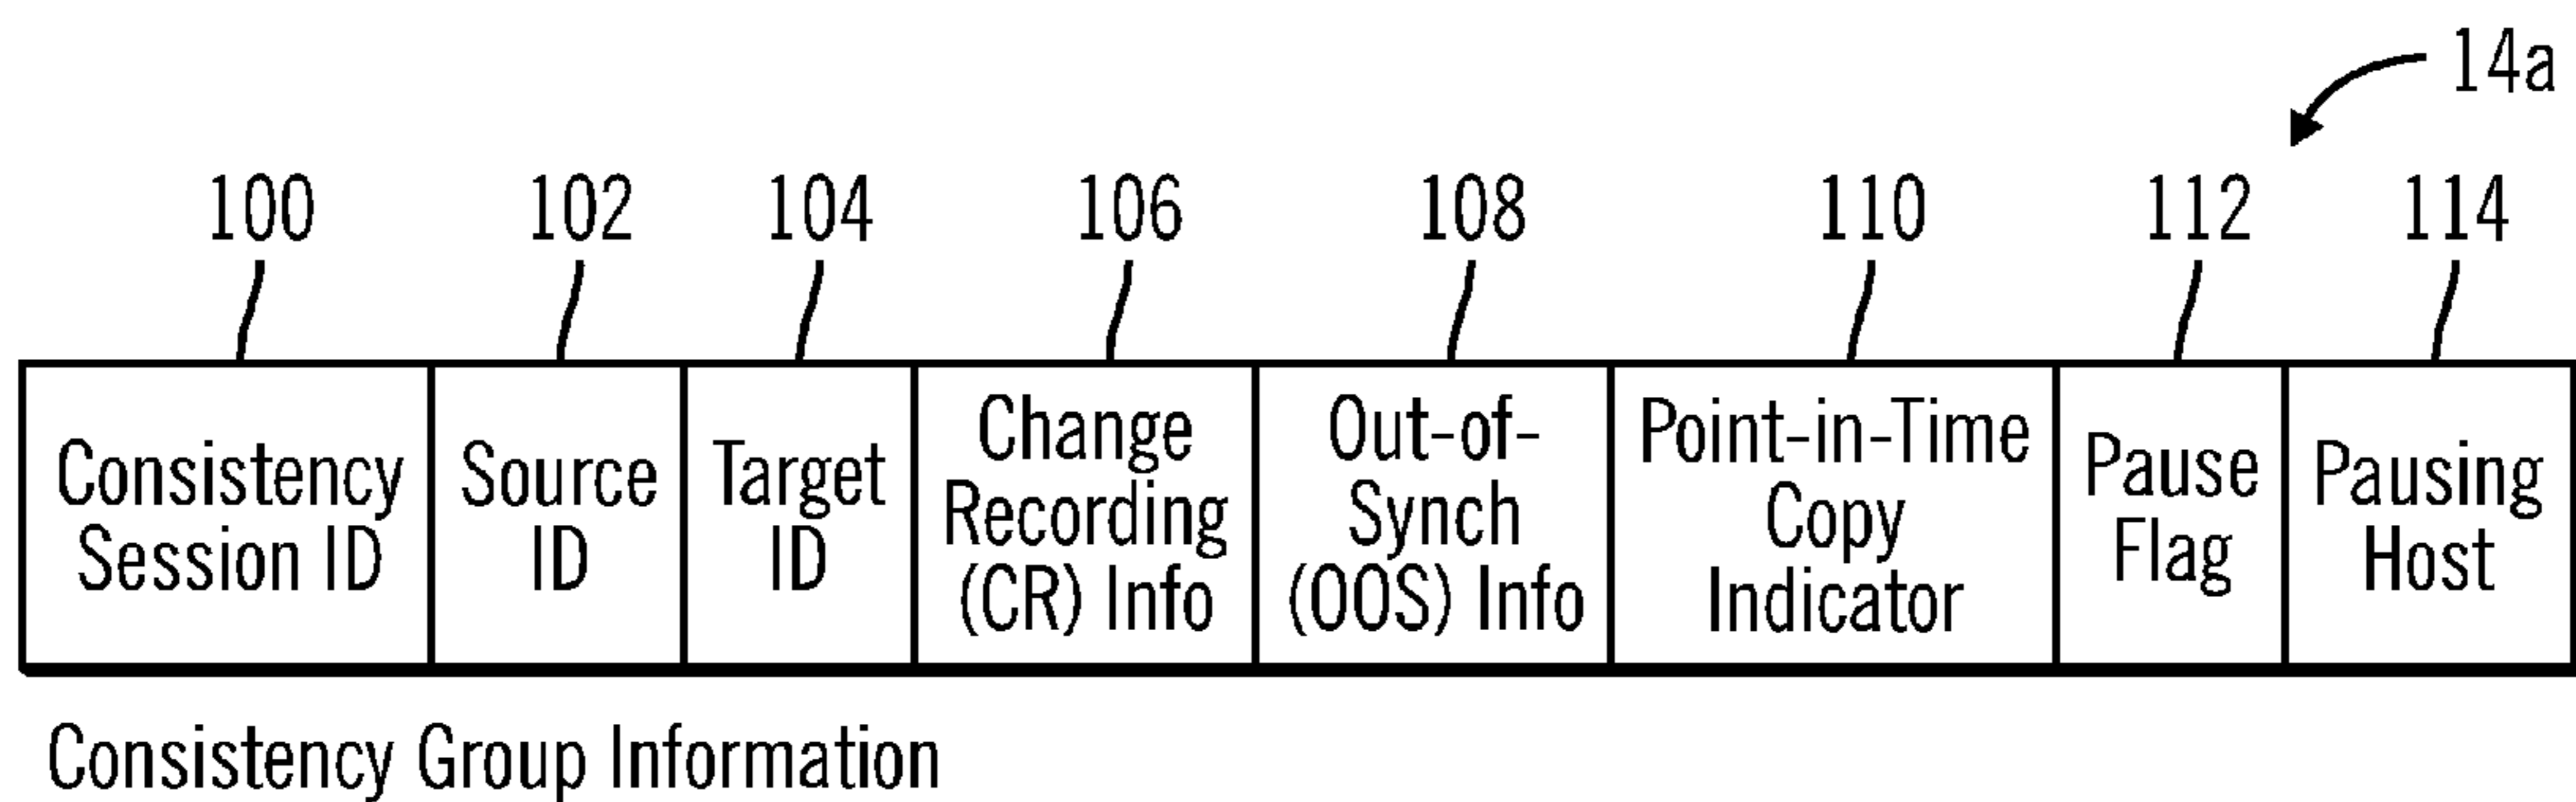 14a
100 102 104 106 108 110 112 114
Consistency
Session ID
Source
ID
Target
ID
Change
Recording
(CR) Info
Out-of-
Synch
(OOS) Info
Point-in-Time
Copy
Indicator
Pause
Flag
Pausing
Host
Consistency Group Information